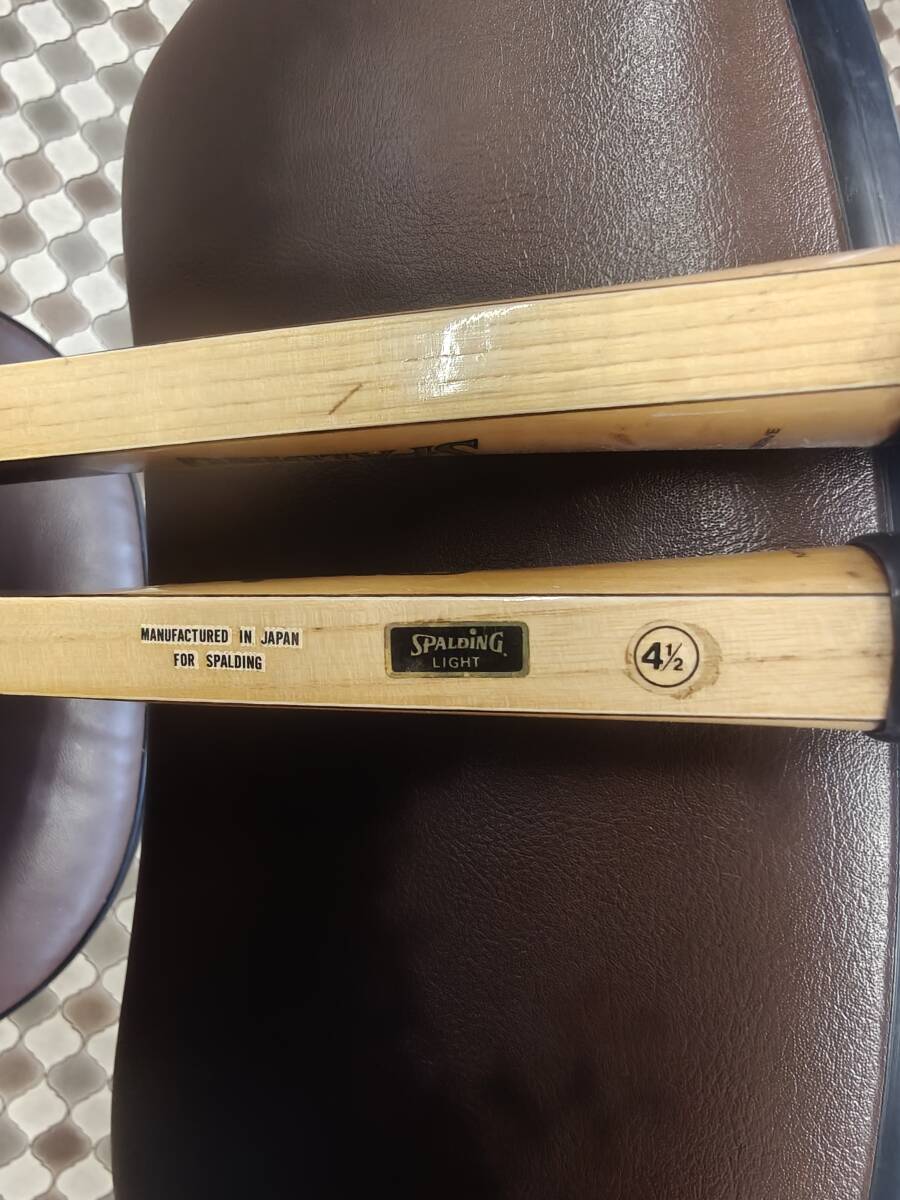 MANUFACTURED IN JAPAN
FOR SPALDING
SPALDING
LIGHT
4½